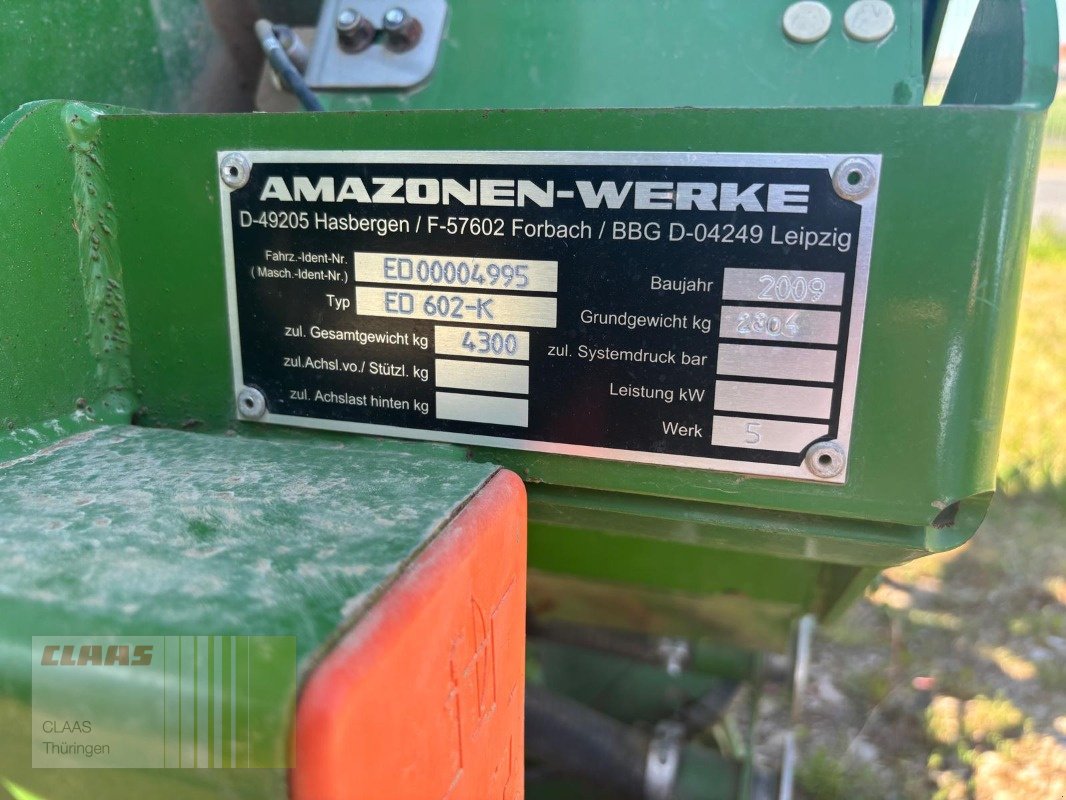 AMAZONEN-WERKE
D-49205 Hasbergen / F-57602 Forbach / BBG D-04249 Leipzig
Fahrz.-Ident-Nr.
(Masch.-Ident-Nr.) ED00004995
Typ ED 602-K
zul. Gesamtgewicht kg 4300
zul.Achsl.vo./ Stützl. kg
zul. Achslast hinten kg
Baujahr 2009
Grundgewicht kg
zul. Systemdruck bar
Leistung kW
Werk 5
CLAAS
CLAAS
Thüringen